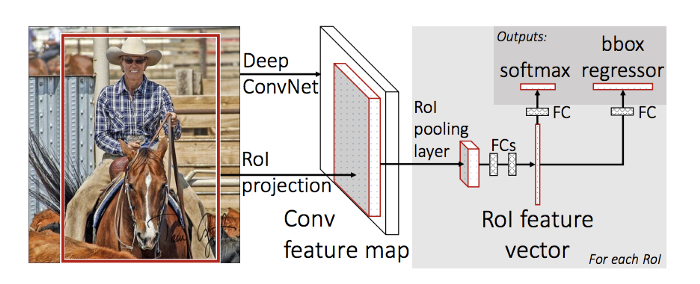 Deep
ConvNet
RoI
projection
Conv
feature map
RoI
pooling
layer
FCs
RoI feature
vector
Outputs:
softmax
bbox
regressor
FC
FC
For each RoI